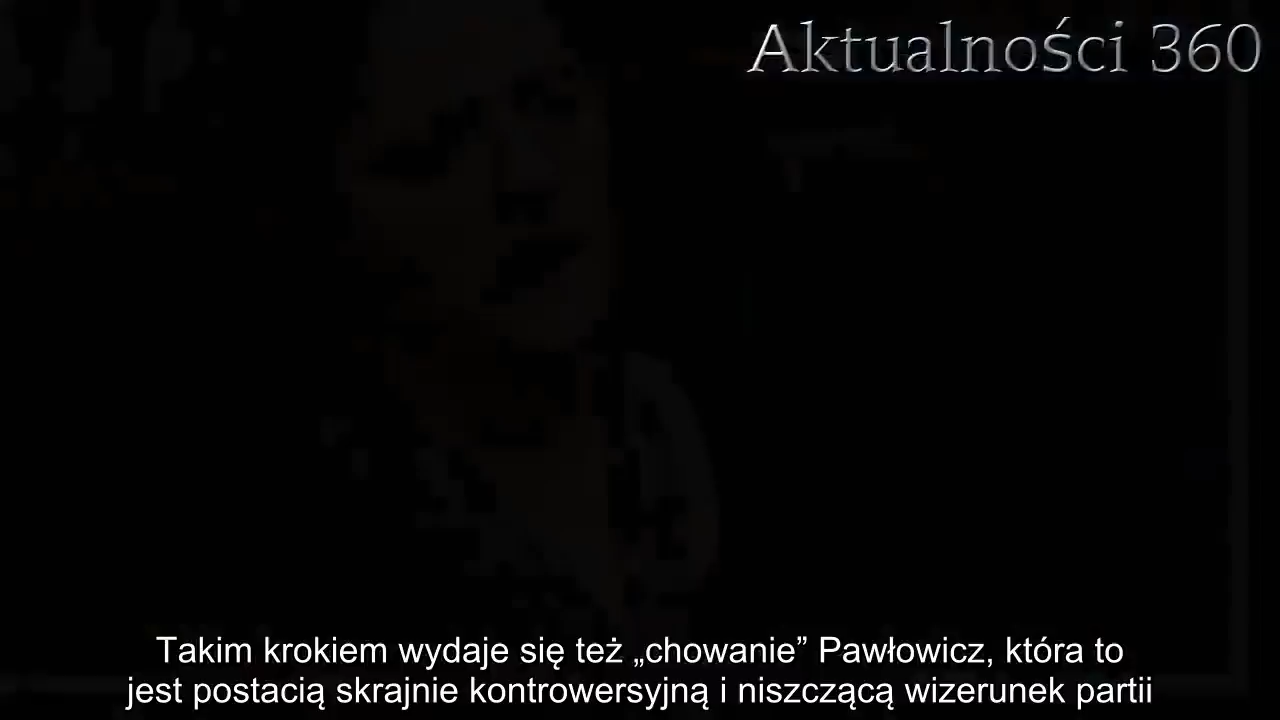 Aktualności 360
Takim krokiem wydaje się też „chowanie” Pawłowicz, która to
jest postacią skrajnie kontrowersyjną i niszczącą wizerunek partii